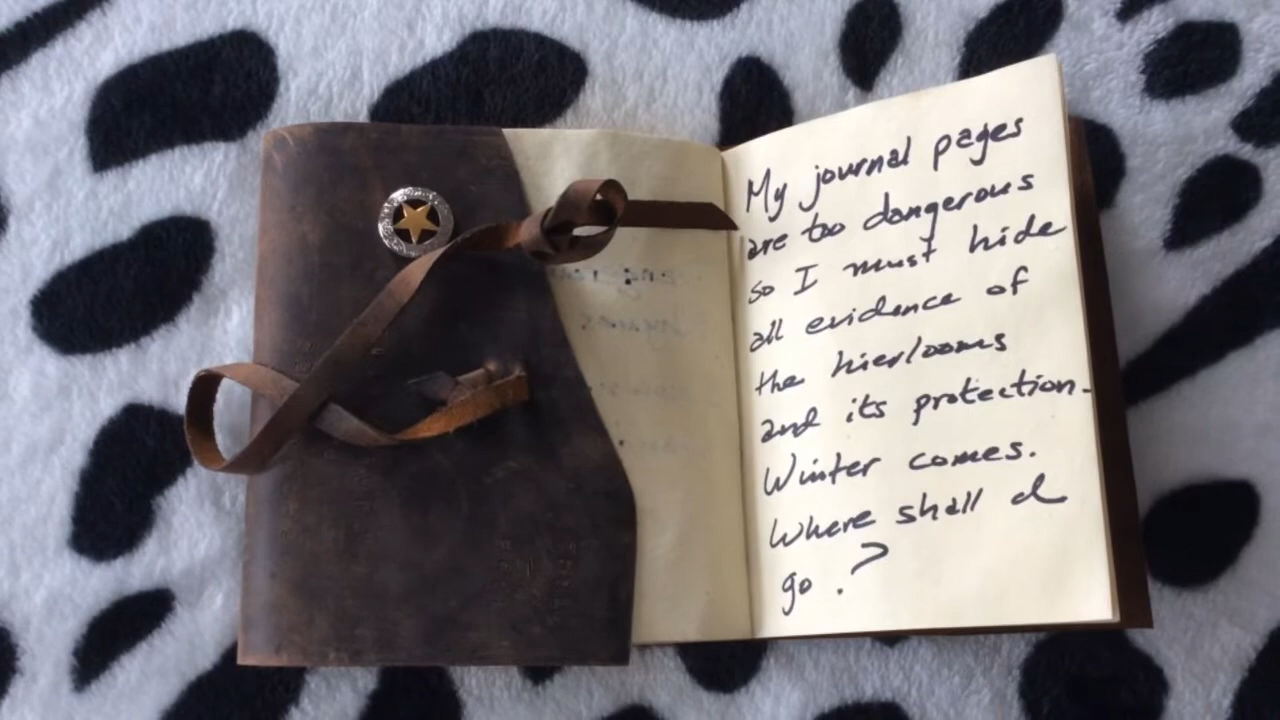 My journal pages
are too dangerous
so I must hide
all evidence of
the hierlooms
and its protection-
Winter comes.
Where shall I
go?